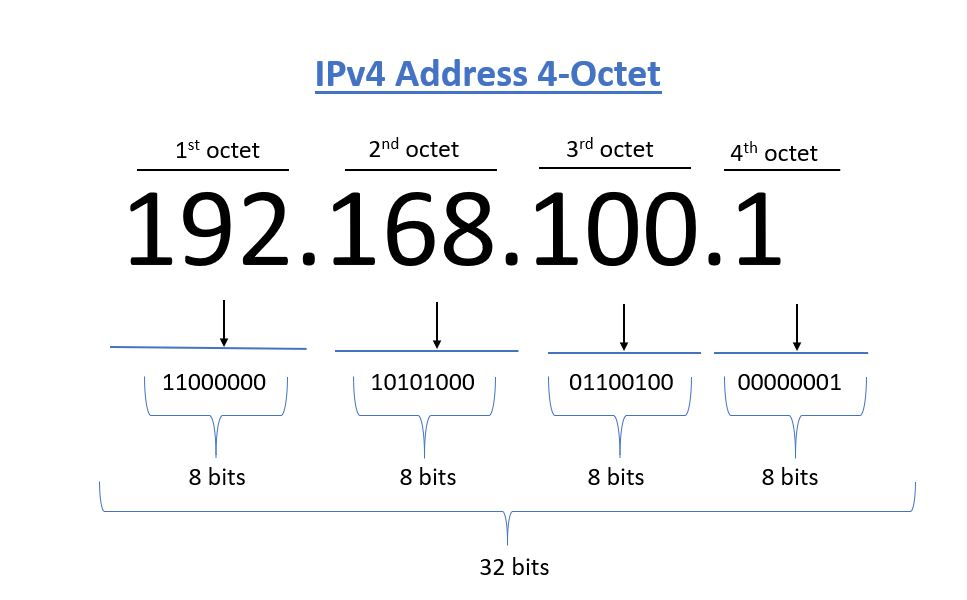 IPv4 Address 4-Octet
1st octet 2nd octet 3rd octet 4th octet
192.168.100.1
11000000 10101000 01100100 00000001
8 bits 8 bits 8 bits 8 bits
32 bits